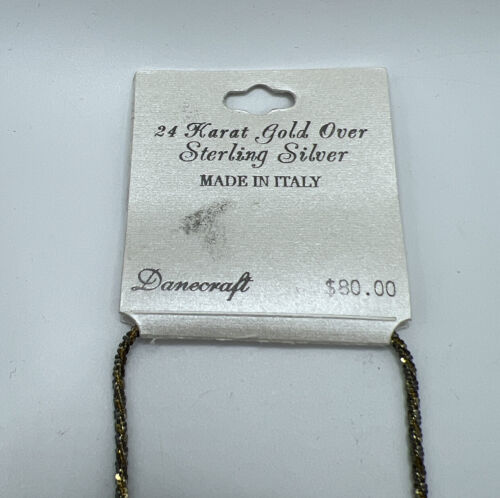 24 Karat Gold Over
Sterling Silver
MADE IN ITALY
Danecraft
$80.00